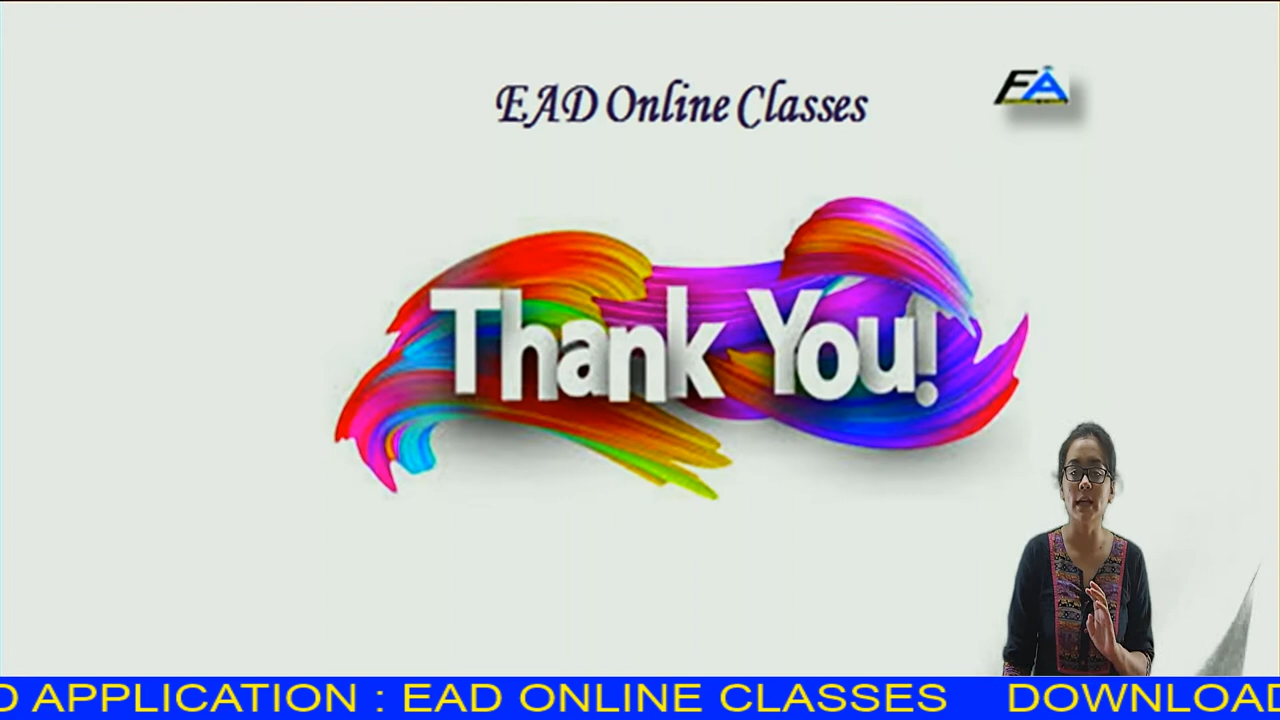 EAD Online Classes
FA
Thank You!
D APPLICATION : EAD ONLINE CLASSES DOWNLOAD